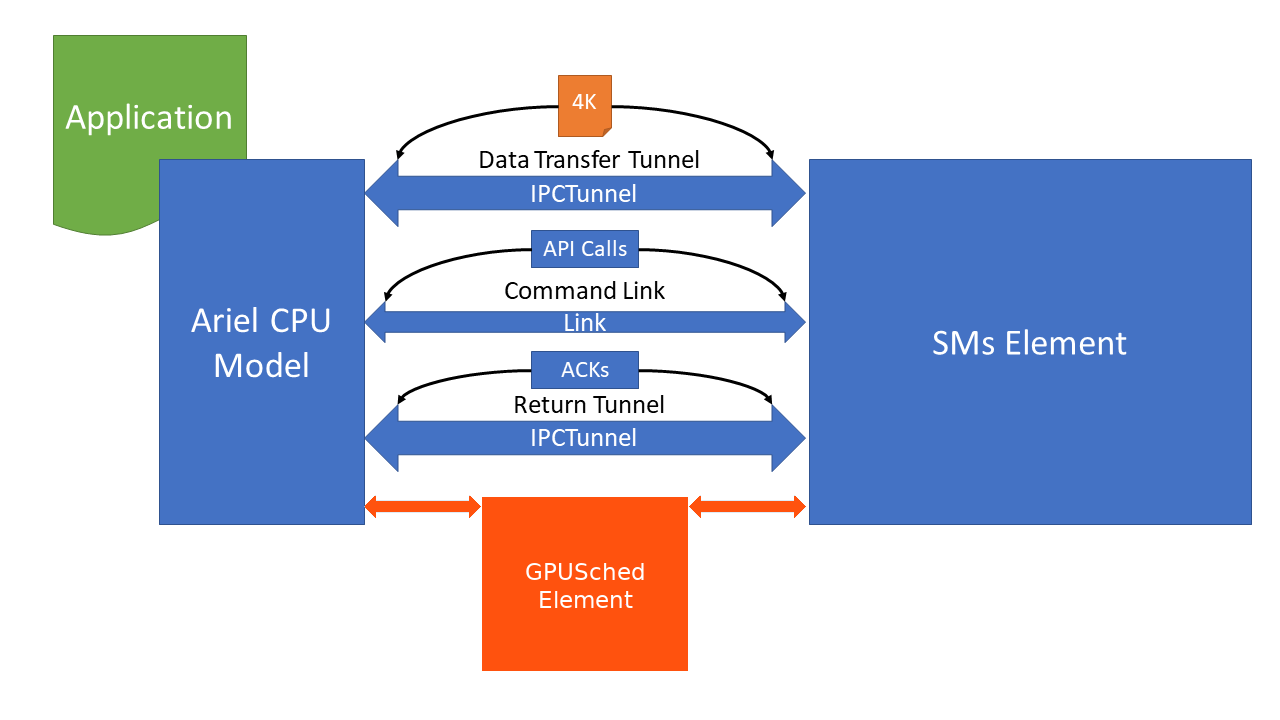 Application
4K
Data Transfer Tunnel
IPCTunnel
API Calls
Command Link
Link
Ariel CPU
Model
SMs Element
ACKs
Return Tunnel
IPCTunnel
GPUSched
Element